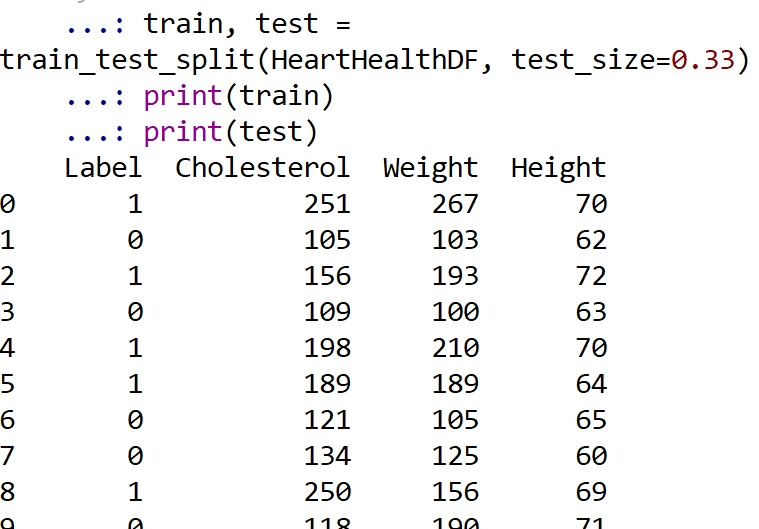 ...: train, test =
train_test_split(HeartHealthDF, test_size=0.33)
...: print(train)
...: print(test)
Label Cholesterol Weight Height
0 1 251 267 70
1 0 105 103 62
2 1 156 193 72
3 0 109 100 63
4 1 198 210 70
5 1 189 189 64
6 0 121 105 65
7 0 134 125 60
8 1 250 156 69
9 0 118 190 71